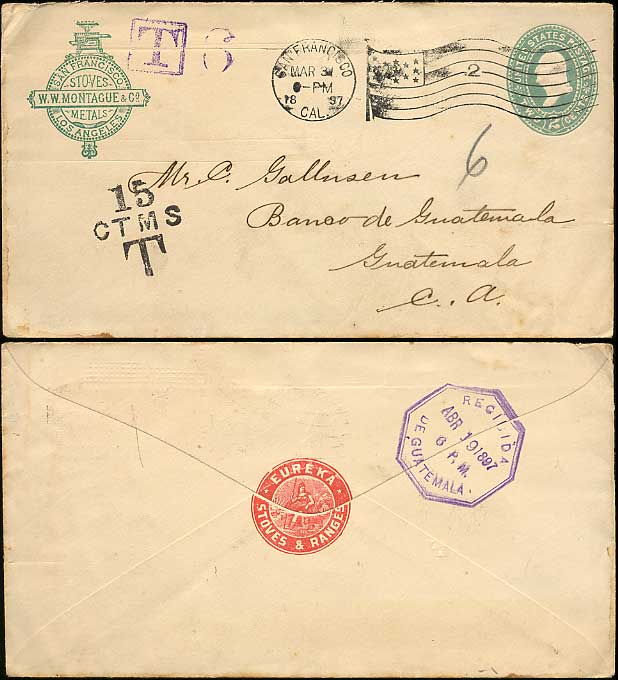 SAN FRANCISCO
STOVES
W.W. MONTAGUE & CO.
METALS
LOS ANGELES
T 6
SAN FRANCISCO
MAR 31
-PM
18 97
CAL.
2
UNITED STATES POSTAGE
TWO CENTS
6
15
CTMS
T
Mr. C. Gallusen
Banco de Guatemala
Guatemala
C. A.
RECIBIDA
ABR 19 1897
6 P. M.
DE GUATEMALA.
EUREKA
STOVES & RANGES